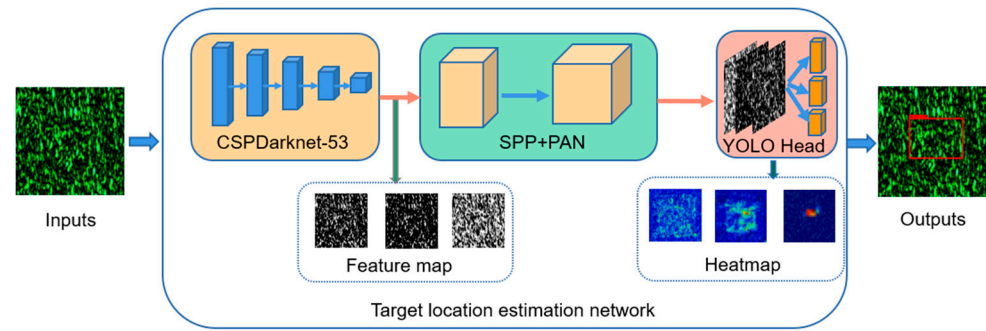 CSPDarknet-53
SPP+PAN
YOLO Head
Inputs
Outputs
Feature map
Heatmap
Target location estimation network